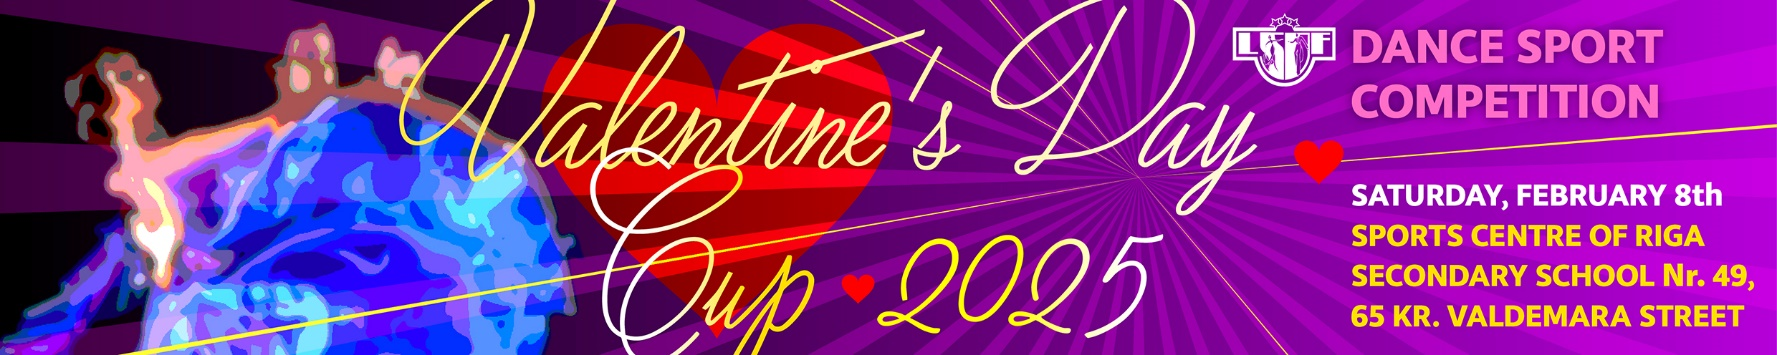 Valentine's Day
Cup 2025
DANCE SPORT
COMPETITION
SATURDAY, FEBRUARY 8th
SPORTS CENTRE OF RIGA
SECONDARY SCHOOL Nr. 49,
65 KR. VALDEMARA STREET